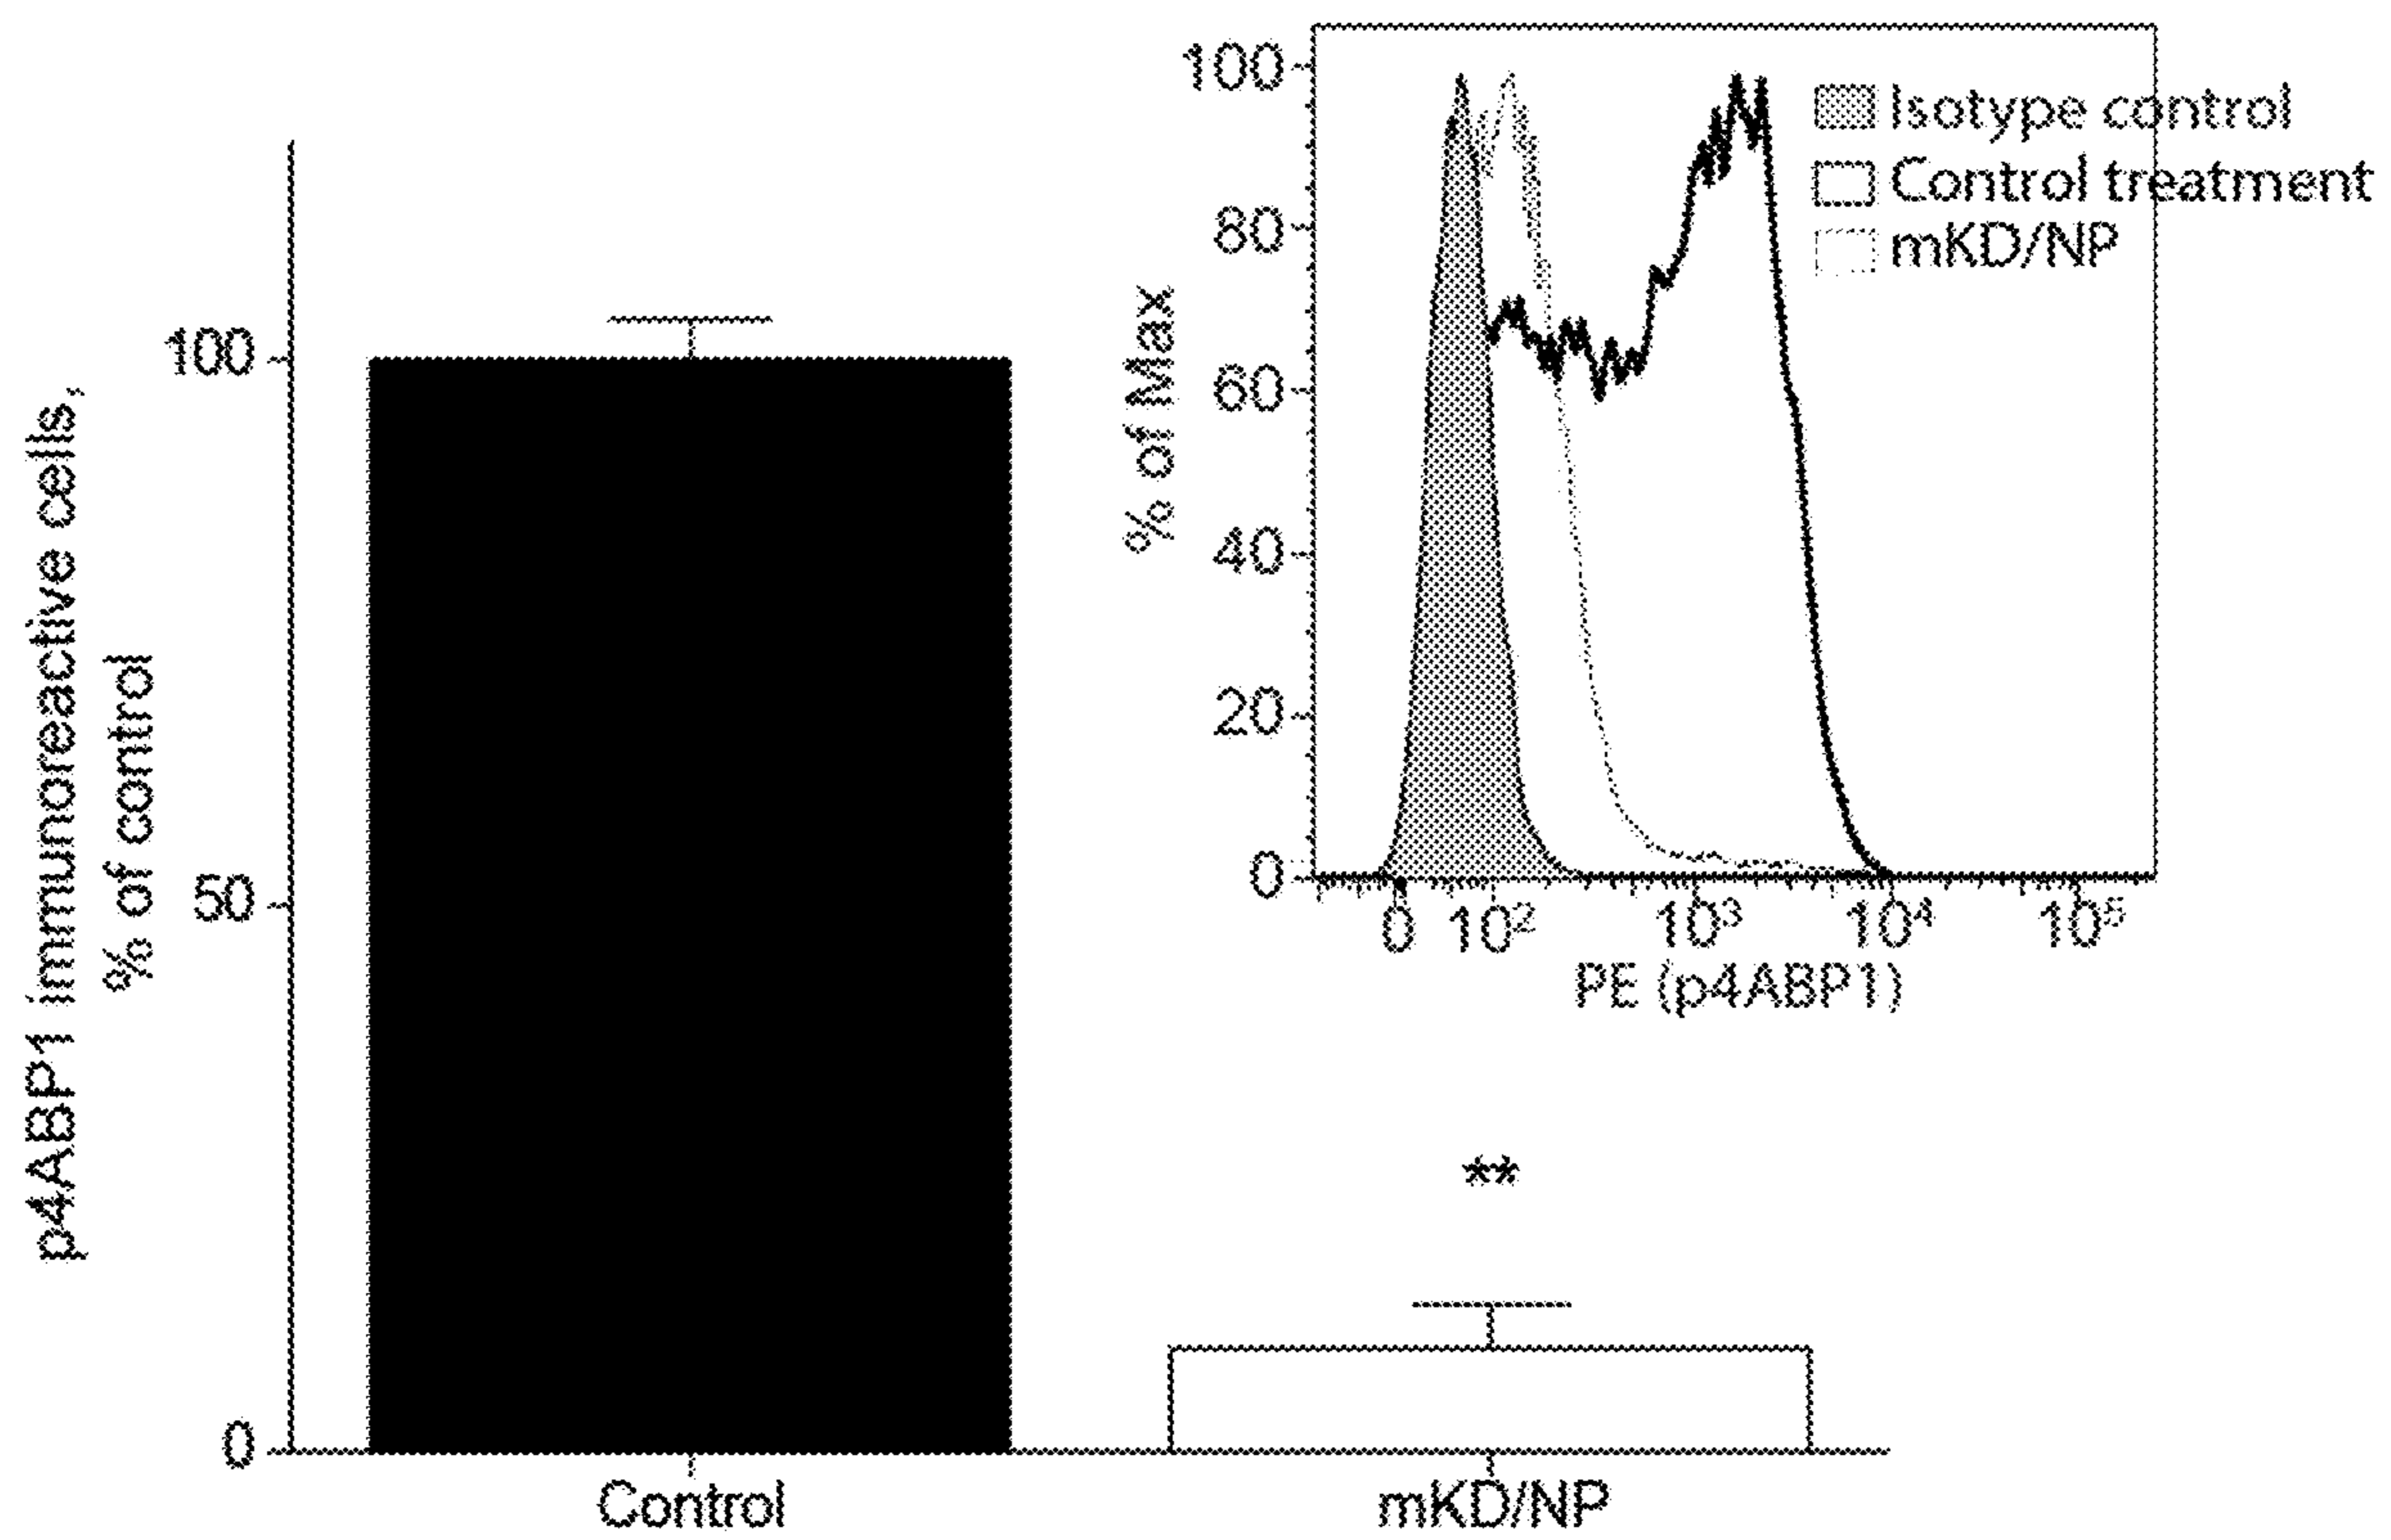 p4ABP1 immunoreactive cells,
% of control
100
50
0
Control
mKD/NP
**
% of Max
100
80
60
40
20
0
0 10² 10³ 10⁴ 10⁵
PE (p4ABP1)
Isotype control
Control treatment
mKD/NP